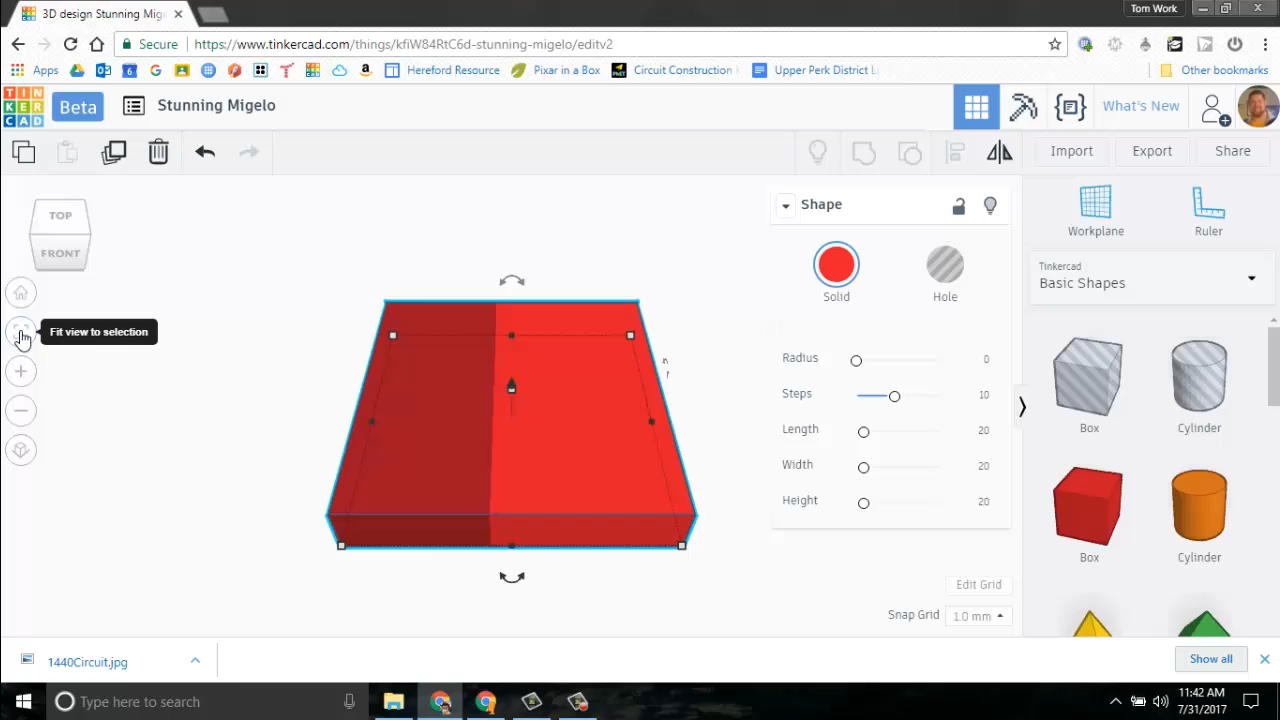 3D design Stunning Mig
Tom Work
Secure
https://www.tinkercad.com/things/kfiW84RtC6d-stunning-migelo/editv2
Apps
Hereford Resource
Pixar in a Box
Circuit Construction
Upper Perk District
Other bookmarks
TIN
KER
CAD
Beta
Stunning Migelo
What's New
Import
Export
Share
TOP
FRONT
Fit view to selection
Shape
Solid
Hole
Radius 0
Steps 10
Length 20
Width 20
Height 20
Edit Grid
Snap Grid 1.0 mm
Workplane
Ruler
Tinkercad
Basic Shapes
Box
Cylinder
Box
Cylinder
1440Circuit.jpg
Show all
Type here to search
11:42 AM
7/31/2017